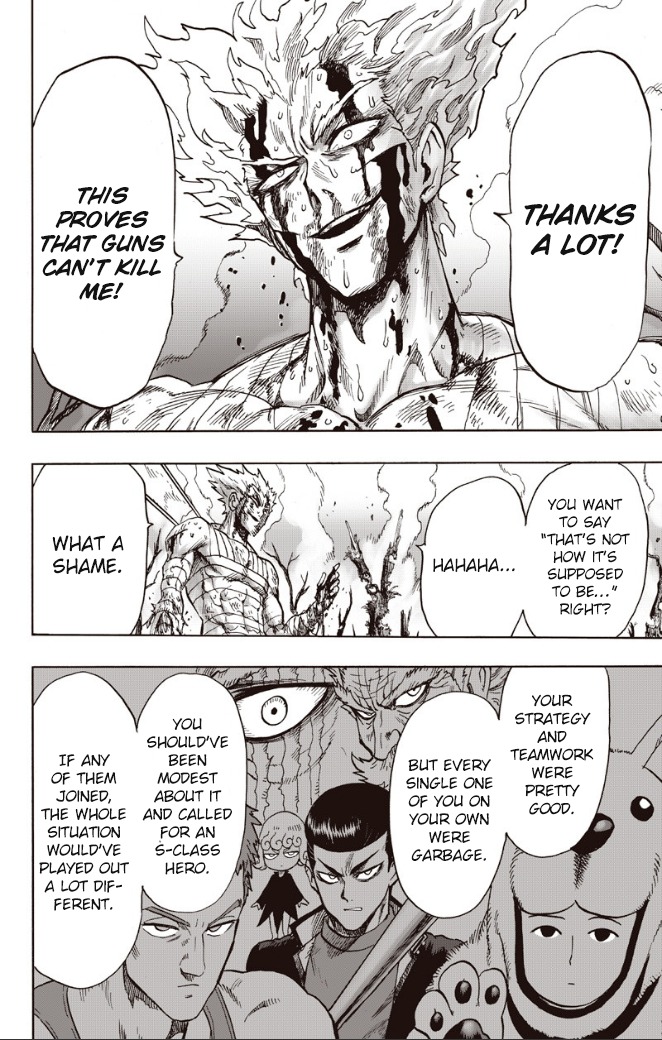 THANKS
A LOT!
THIS
PROVES
THAT GUNS
CAN'T KILL
ME!
YOU WANT
TO SAY
"THAT'S NOT
HOW IT'S
SUPPOSED
TO BE..."
RIGHT?
HAHAHA...
WHAT A
SHAME.
YOUR
STRATEGY
AND
TEAMWORK
WERE
PRETTY
GOOD.
BUT EVERY
SINGLE ONE
OF YOU ON
YOUR OWN
WERE
GARBAGE.
YOU
SHOULD'VE
BEEN
MODEST
ABOUT IT
AND CALLED
FOR AN
S-CLASS
HERO.
IF ANY
OF THEM
JOINED,
THE WHOLE
SITUATION
WOULD'VE
PLAYED OUT
A LOT DIF-
FERENT.